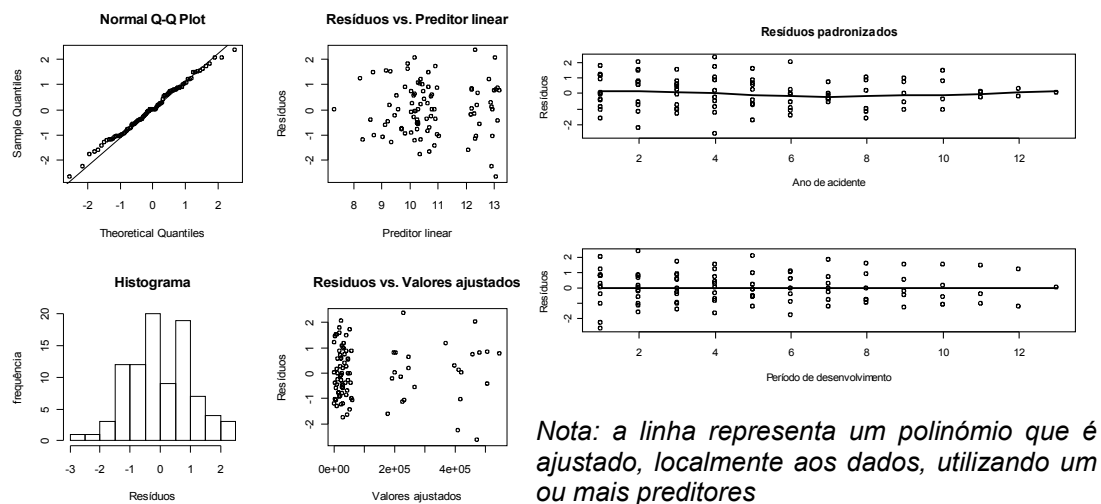 Normal Q-Q Plot
Sample Quantiles
-2 -1 0 1 2
-2 -1 0 1 2
Theoretical Quantiles
Resíduos vs. Preditor linear
Resíduos
-2 -1 0 1 2
8 9 10 11 12 13
Preditor linear
Histograma
frequência
0 5 10 15 20
-3 -2 -1 0 1 2
Resíduos
Residuos vs. Valores ajustados
Resíduos
-2 -1 0 1 2
0e+00 2e+05 4e+05
Valores ajustados
Resíduos padronizados
Resíduos
-2 0 1 2
2 4 6 8 10 12
Ano de acidente
Resíduos
-2 0 1 2
2 4 6 8 10 12
Período de desenvolvimento
Nota: a linha representa um polinómio que é
ajustado, localmente aos dados, utilizando um
ou mais preditores